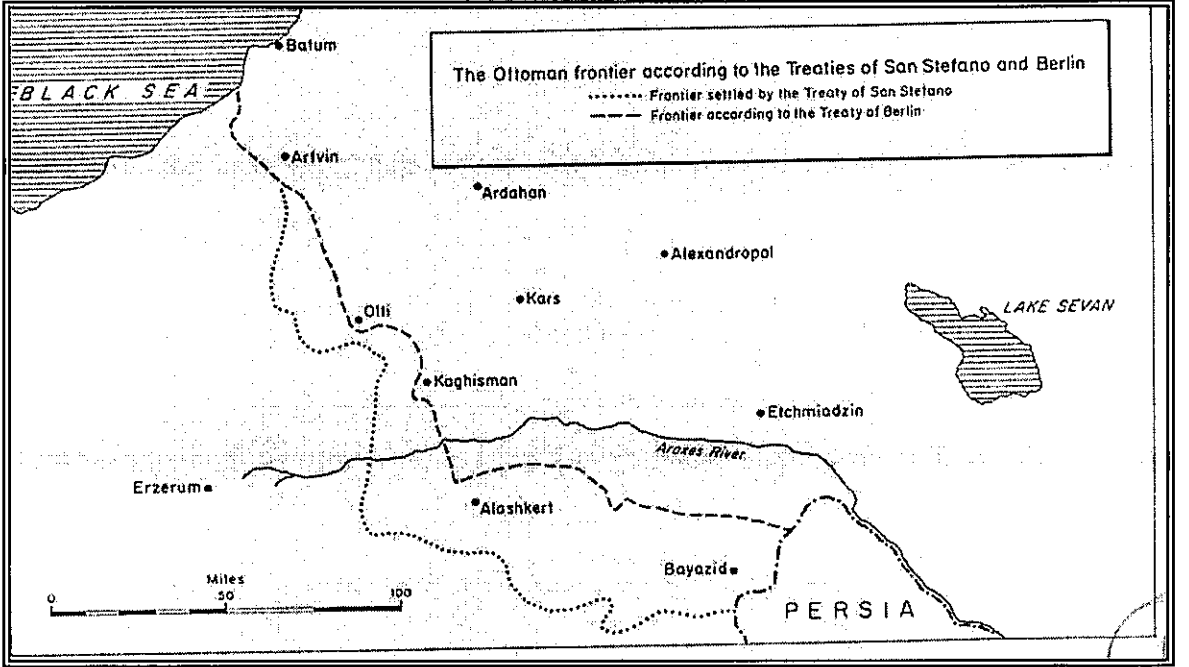 Batum
BLACK SEA
The Ottoman frontier according to the Treaties of San Stefano and Berlin
Frontier settled by the Treaty of San Stefano
Frontier according to the Treaty of Berlin
Artvin
Ardahan
Alexandropol
Kars
LAKE SEVAN
Olti
Kaghisman
Etchmiadzin
Araxes River
Erzerum
Alashkert
Bayazid
Miles
0 50 100
PERSIA